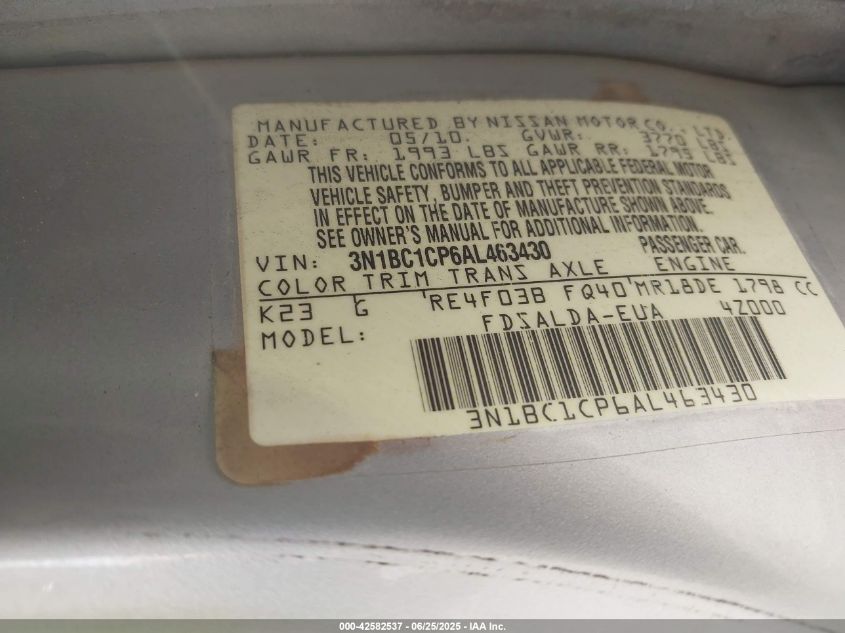 MANUFACTURED BY NISSAN MOTOR CO., LTD.
DATE: 05/10. GVWR: 3770 LBS
GAWR FR: 1993 LBS GAWR RR: 1795 LBS
THIS VEHICLE CONFORMS TO ALL APPLICABLE FEDERAL MOTOR
VEHICLE SAFETY, BUMPER AND THEFT PREVENTION STANDARDS
IN EFFECT ON THE DATE OF MANUFACTURE SHOWN ABOVE.
SEE OWNER'S MANUAL FOR ADDITIONAL INFORMATION.
VIN: 3N1BC1CP6AL463430 PASSENGER CAR.
COLOR TRIM TRANS AXLE ENGINE
K23 G RE4F03B FQ40 MR18DE 1798 CC
MODEL: FDSALDA-EUA 4Z000
3N1BC1CP6AL463430
000-42582537 - 06/25/2025 - IAA Inc.